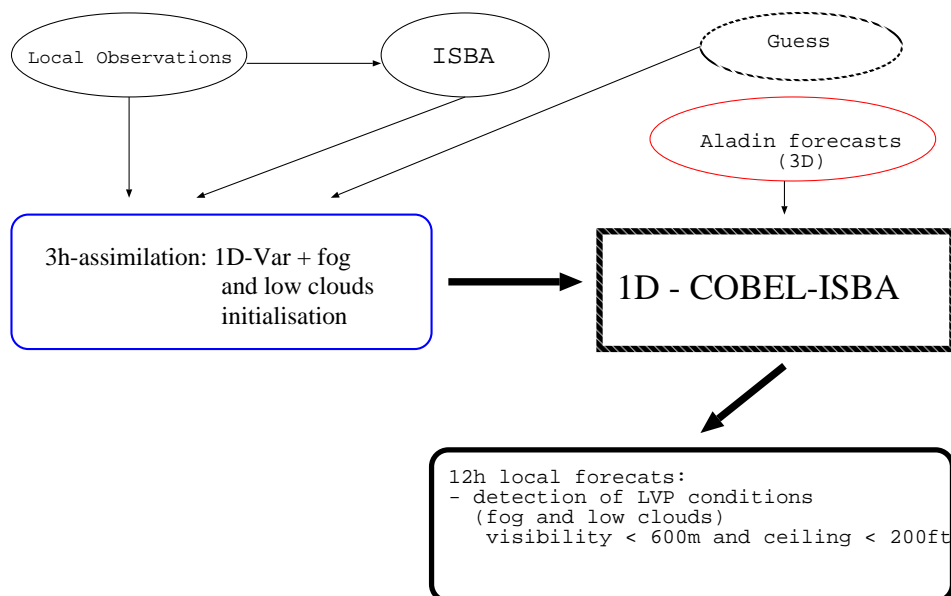 Local Observations
ISBA
Guess
Aladin forecasts
(3D)
3h-assimilation: 1D-Var + fog
and low clouds
initialisation
1D - COBEL-ISBA
12h local forecats:
- detection of LVP conditions
(fog and low clouds)
visibility < 600m and ceiling < 200ft